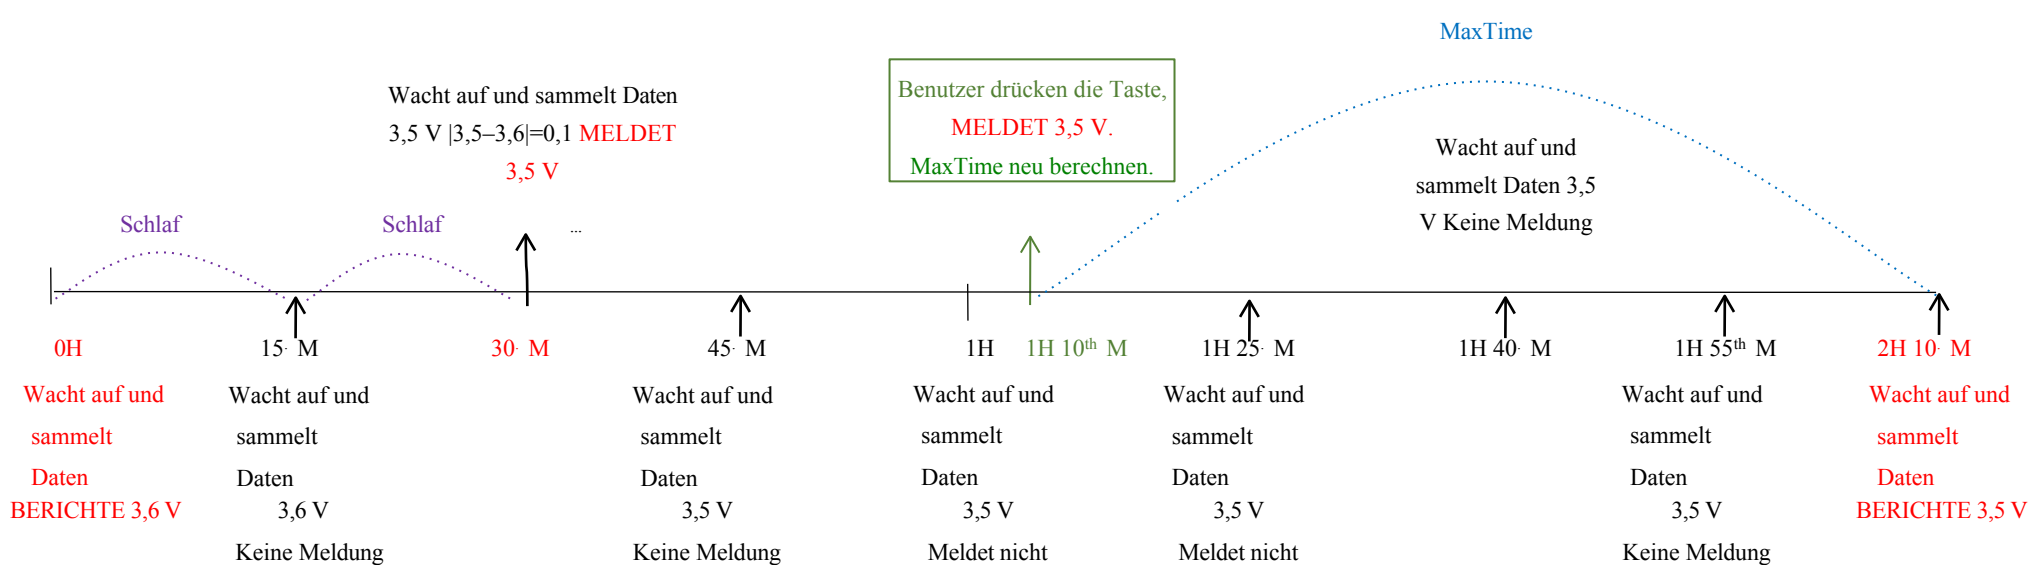 MaxTime
Wacht auf und sammelt Daten
3,5 V |3,5–3,6|=0,1 MELDET
3,5 V
Benutzer drücken die Taste,
MELDET 3,5 V.
MaxTime neu berechnen.
Wacht auf und
sammelt Daten 3,5
V Keine Meldung
Schlaf
Schlaf
...
0H
15. M
30. M
45. M
1H
1H 10th M
1H 25. M
1H 40. M
1H 55th M
2H 10. M
Wacht auf und
sammelt
Daten
BERICHTE 3,6 V
Wacht auf und
sammelt
Daten
3,6 V
Keine Meldung
Wacht auf und
sammelt
Daten
3,5 V
Keine Meldung
Wacht auf und
sammelt
Daten
3,5 V
Meldet nicht
Wacht auf und
sammelt
Daten
3,5 V
Meldet nicht
Wacht auf und
sammelt
Daten
3,5 V
Keine Meldung
Wacht auf und
sammelt
Daten
BERICHTE 3,5 V